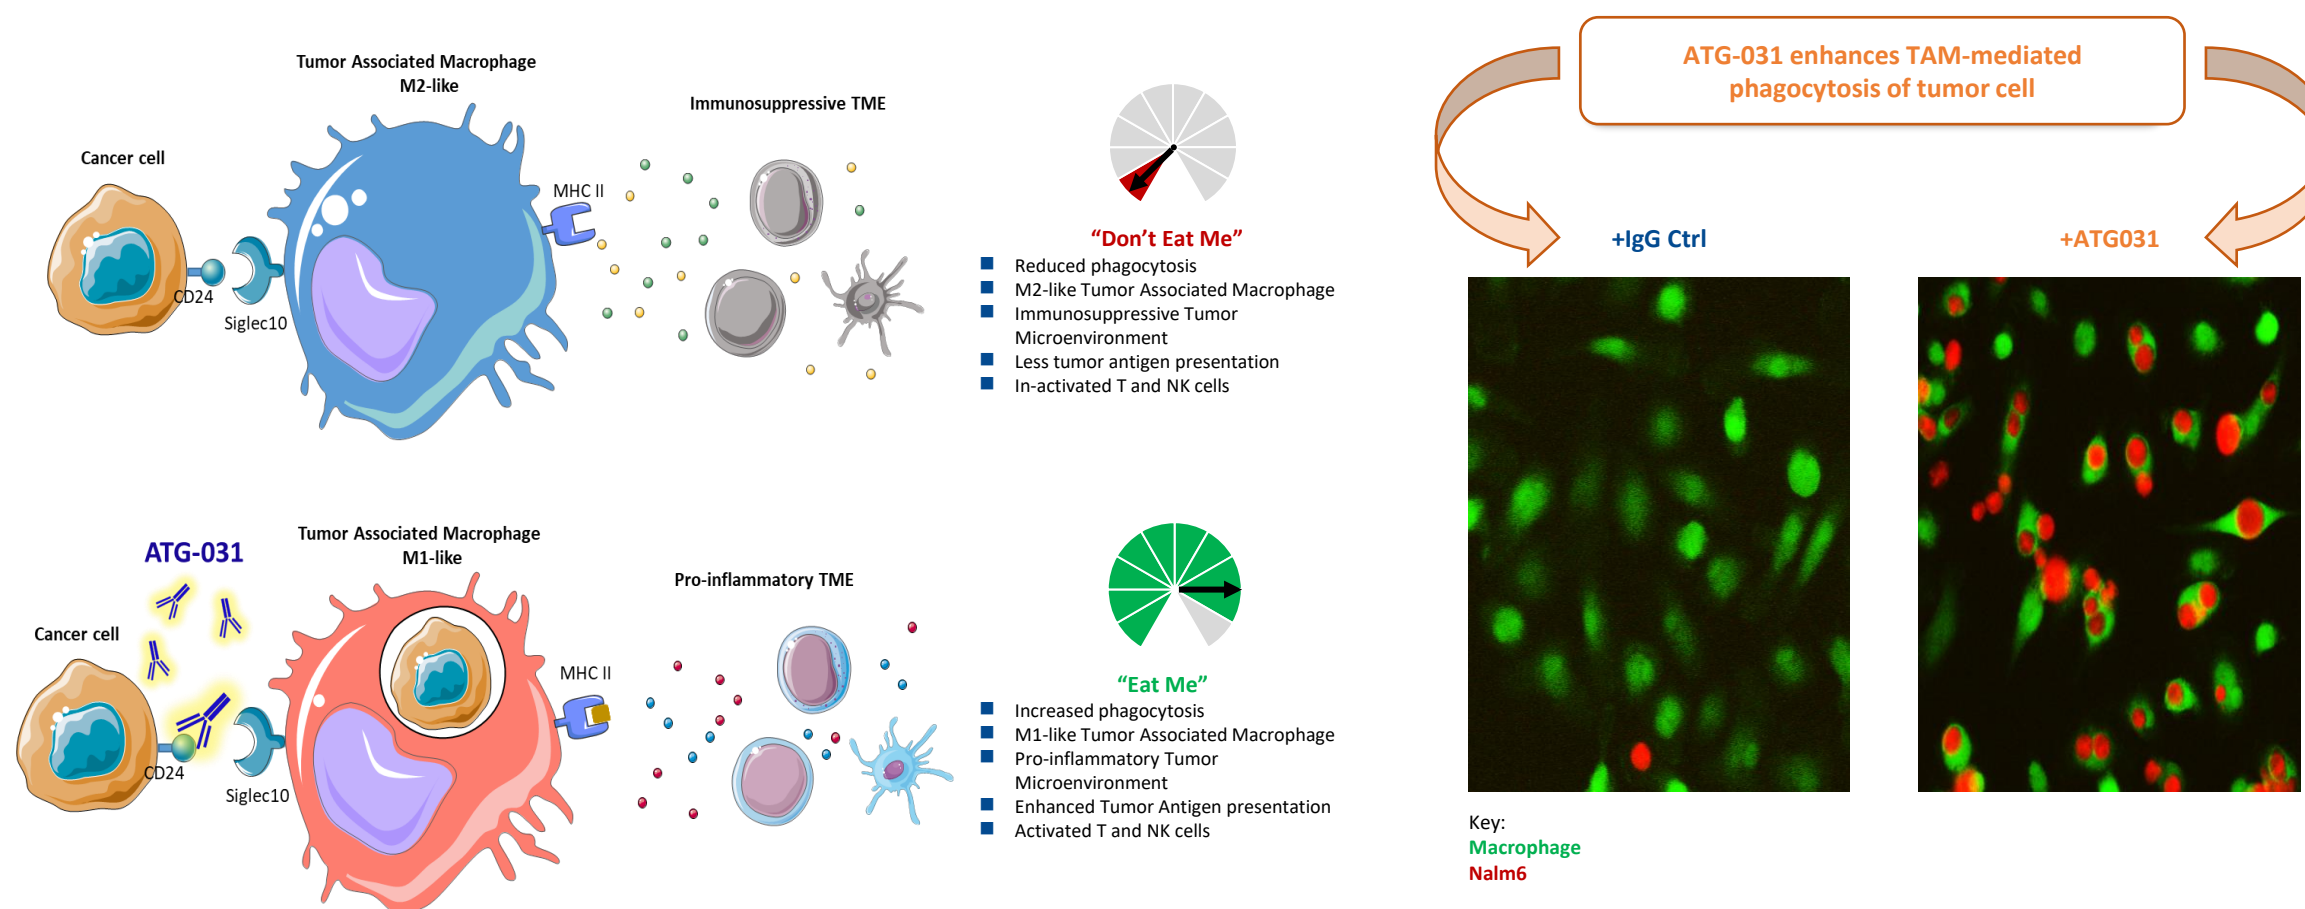 Tumor Associated Macrophage
M2-like
Immunosuppressive TME
Cancer cell
MHC II
CD24
Siglec10
“Don’t Eat Me”
Reduced phagocytosis
M2-like Tumor Associated Macrophage
Immunosuppressive Tumor
Microenvironment
Less tumor antigen presentation
In-activated T and NK cells
ATG-031
Tumor Associated Macrophage
M1-like
Pro-inflammatory TME
Cancer cell
MHC II
CD24
Siglec10
“Eat Me”
Increased phagocytosis
M1-like Tumor Associated Macrophage
Pro-inflammatory Tumor
Microenvironment
Enhanced Tumor Antigen presentation
Activated T and NK cells
ATG-031 enhances TAM-mediated
phagocytosis of tumor cell
+IgG Ctrl
+ATG031
Key:
Macrophage
Nalm6